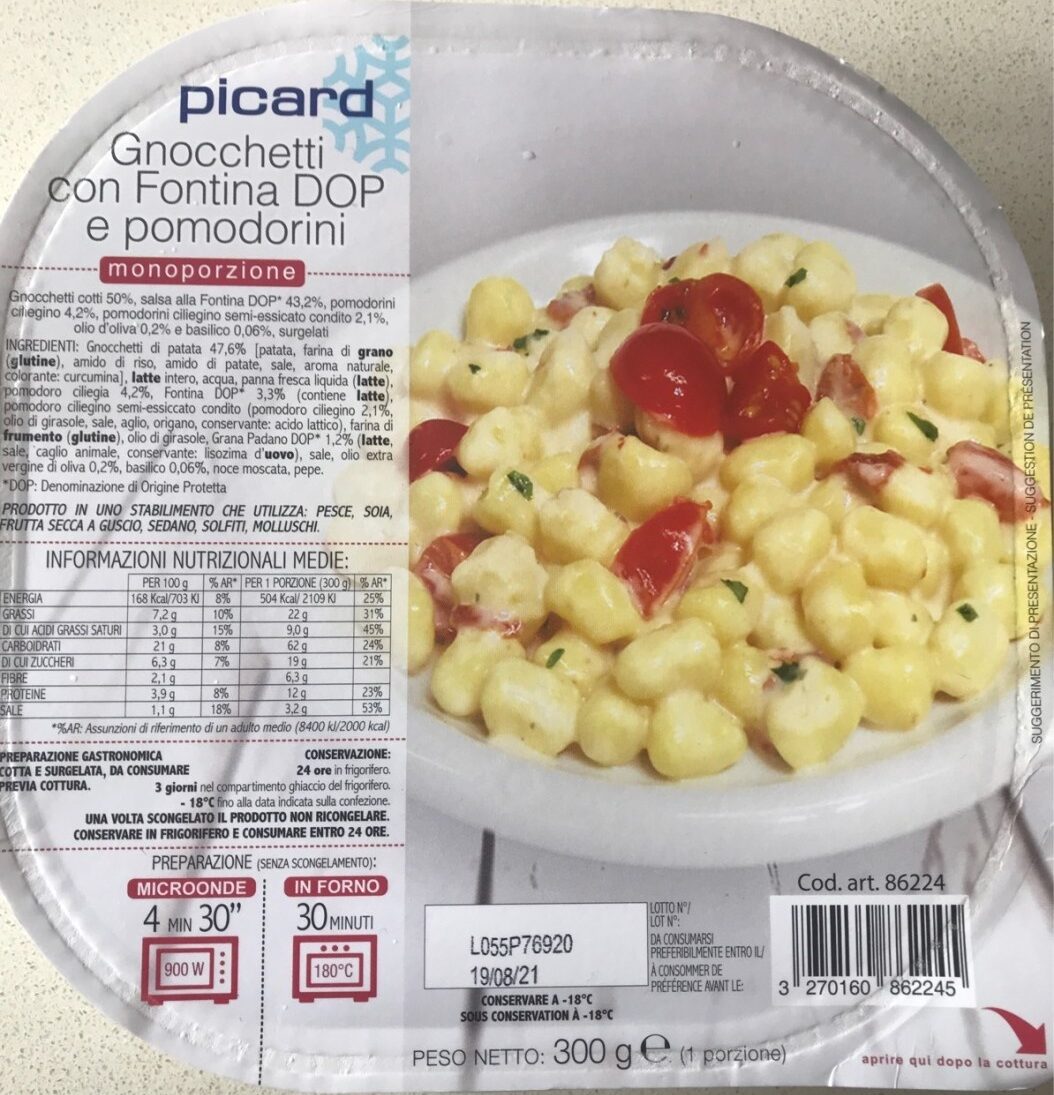 picard
Gnocchetti
con Fontina DOP
e pomodorini
monoporzione
Gnocchetti cotti 50%, salsa alla Fontina DOP* 43,2%, pomodorini
ciliegino 4,2%, pomodorini ciliegino semi-essicato condito 2,1%,
olio d'oliva 0,2% e basilico 0,06%, surgelati
INGREDIENTI: Gnocchetti di patata 47,6% [patata, farina di grano
(glutine), amido di riso, amido di patate, sale, aroma naturale,
colorante: curcumina], latte intero, acqua, panna fresca liquida (latte),
pomodoro ciliegia 4,2%, Fontina DOP* 3,3% (contiene latte),
pomodoro ciliegino semi-essiccato condito (pomodoro ciliegino 2,1%,
olio di girasole, sale, aglio, origano, conservante: acido lattico), farina di
frumento (glutine), olio di girasole, Grana Padano DOP* 1,2% (latte,
sale, caglio animale, conservante: lisozima d'uovo), sale, olio extra
vergine di oliva 0,2%, basilico 0,06%, noce moscata, pepe.
*DOP: Denominazione di Origine Protetta
PRODOTTO IN UNO STABILIMENTO CHE UTILIZZA: PESCE, SOIA,
FRUTTA SECCA A GUSCIO, SEDANO, SOLFITI, MOLLUSCHI.
INFORMAZIONI NUTRIZIONALI MEDIE:
PER 100 g % AR* PER 1 PORZIONE (300 g) % AR*
ENERGIA 168 Kcal/703 KJ 8% 504 Kcal/ 2109 KJ 25%
GRASSI 7,2 g 10% 22 g 31%
DI CUI ACIDI GRASSI SATURI 3,0 g 15% 9,0 g 45%
CARBOIDRATI 21 g 8% 62 g 24%
DI CUI ZUCCHERI 6,3 g 7% 19 g 21%
FIBRE 2,1 g 6,3 g
PROTEINE 3,9 g 8% 12 g 23%
SALE 1,1 g 18% 3,2 g 53%
*%AR: Assunzioni di riferimento di un adulto medio (8400 kJ/2000 kcal)
PREPARAZIONE GASTRONOMICA
COTTA E SURGELATA, DA CONSUMARE
PREVIA COTTURA.
CONSERVAZIONE:
24 ore in frigorifero.
3 giorni nel compartimento ghiaccio del frigorifero.
- 18°C fino alla data indicata sulla confezione.
UNA VOLTA SCONGELATO IL PRODOTTO NON RICONGELARE.
CONSERVARE IN FRIGORIFERO E CONSUMARE ENTRO 24 ORE.
PREPARAZIONE (SENZA SCONGELAMENTO):
MICROONDE
4 MIN 30”
900 W
IN FORNO
30 MINUTI
180°C
L055P76920
19/08/21
LOTTO N°/
LOT N°:
DA CONSUMARSI
PREFERIBILMENTE ENTRO IL/
À CONSOMMER DE
PRÉFÉRENCE AVANT LE:
CONSERVARE A -18°C
SOUS CONSERVATION À -18°C
Cod. art. 86224
3 270160 862245
PESO NETTO: 300 g e (1 porzione)
aprire qui dopo la cottura
SUGGERIMENTO DI PRESENTAZIONE - SUGGESTION DE PRÉSENTATION